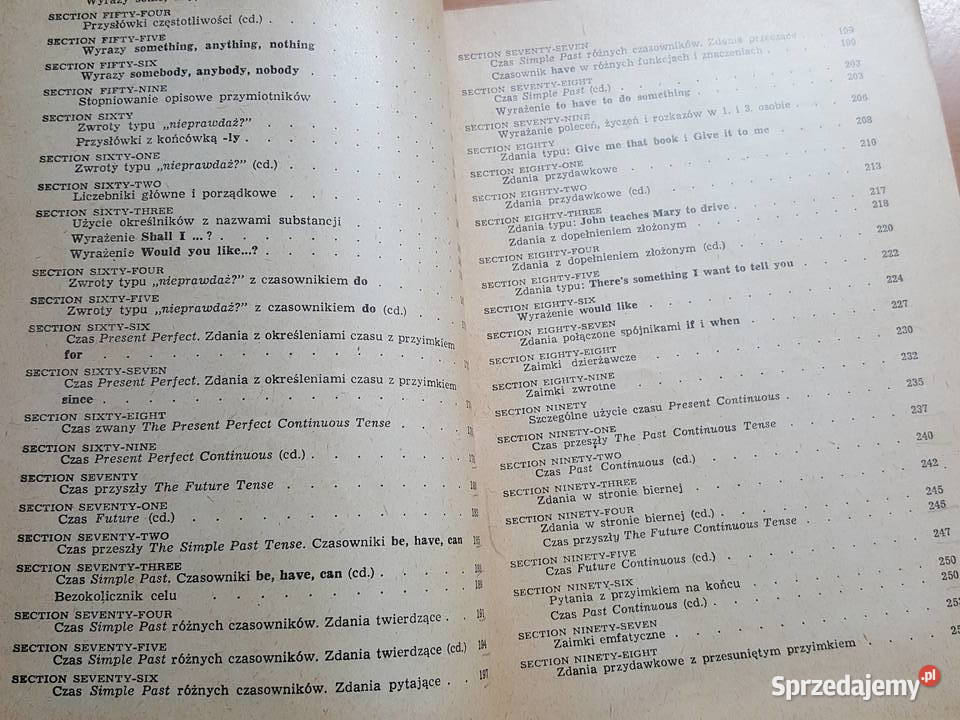 Wyrazy some, any, no
SECTION FIFTY-FOUR
Przysłówki częstotliwości (cd.)
SECTION FIFTY-FIVE
Wyrazy something, anything, nothing
SECTION FIFTY-SIX
Wyrazy somebody, anybody, nobody
SECTION FIFTY-NINE
Stopniowanie opisowe przymiotników
SECTION SIXTY
Zwroty typu „nieprawdaż?”
Przysłówki z końcówką -ly
SECTION SIXTY-ONE
Zwroty typu „nieprawdaż?” (cd.)
SECTION SIXTY-TWO
Liczebniki główne i porządkowe
SECTION SIXTY-THREE
Użycie określników z nazwami substancji
Wyrażenie Shall I ...?
Wyrażenie Would you like...?
SECTION SIXTY-FOUR
Zwroty typu „nieprawdaż?” z czasownikiem do
SECTION SIXTY-FIVE
Zwroty typu „nieprawdaż?” z czasownikiem do (cd.)
SECTION SIXTY-SIX
Czas Present Perfect. Zdania z określeniami czasu z przyimkiem
for
SECTION SIXTY-SEVEN
Czas Present Perfect. Zdania z określeniami czasu z przyimkiem
since
SECTION SIXTY-EIGHT
Czas zwany The Present Perfect Continuous Tense
SECTION SIXTY-NINE
Czas Present Perfect Continuous (cd.)
SECTION SEVENTY
Czas przyszły The Future Tense
SECTION SEVENTY-ONE
Czas Future (cd.)
SECTION SEVENTY-TWO
Czas przeszły The Simple Past Tense. Czasowniki be, have, can
SECTION SEVENTY-THREE
Czas Simple Past. Czasowniki be, have, can (cd.)
Bezokolicznik celu
SECTION SEVENTY-FOUR
Czas Simple Past różnych czasowników. Zdania twierdzące 191
SECTION SEVENTY-FIVE
Czas Simple Past różnych czasowników. Zdania twierdzące (cd.) 194
SECTION SEVENTY-SIX
Czas Simple Past różnych czasowników. Zdania pytające 197
SECTION SEVENTY-SEVEN
Czas Simple Past różnych czasowników. Zdania przeczące 199
Czasownik have w różnych funkcjach i znaczeniach 199
SECTION SEVENTY-EIGHT
Czas Simple Past (cd.) 203
Wyrażenie to have to do something 203
SECTION SEVENTY-NINE
Wyrażanie poleceń, życzeń i rozkazów w 1. i 3. osobie 206
SECTION EIGHTY
Zdania typu: Give me that book i Give it to me 208
SECTION EIGHTY-ONE
Zdania przydawkowe 210
SECTION EIGHTY-TWO
Zdania przydawkowe (cd.) 213
SECTION EIGHTY-THREE
Zdania typu: John teaches Mary to drive 217
Zdania z dopełnieniem złożonym 218
SECTION EIGHTY-FOUR
Zdania z dopełnieniem złożonym (cd.) 220
SECTION EIGHTY-FIVE
Zdania typu: There's something I want to tell you 222
SECTION EIGHTY-SIX
Wyrażenie would like 224
SECTION EIGHTY-SEVEN
Zdania połączone spójnikami if i when 227
SECTION EIGHTY-EIGHT
Zaimki dzierżawcze 230
SECTION EIGHTY-NINE
Zaimki zwrotne 232
SECTION NINETY
Szczególne użycie czasu Present Continuous 235
SECTION NINETY-ONE
Czas przeszły The Past Continuous Tense 237
SECTION NINETY-TWO
Czas Past Continuous (cd.) 240
SECTION NINETY-THREE
Zdania w stronie biernej 242
SECTION NINETY-FOUR
Zdania w stronie biernej (cd.) 245
Czas przyszły The Future Continuous Tense 245
SECTION NINETY-FIVE
Czas Future Continuous (cd.) 247
SECTION NINETY-SIX
Pytania z przyimkiem na końcu 250
Czas Past Continuous (cd.) 250
SECTION NINETY-SEVEN
Zaimki emfatyczne
SECTION NINETY-EIGHT
Zdania przydawkowe z przesuniętym przyimkiem
Sprzedajemy.pl